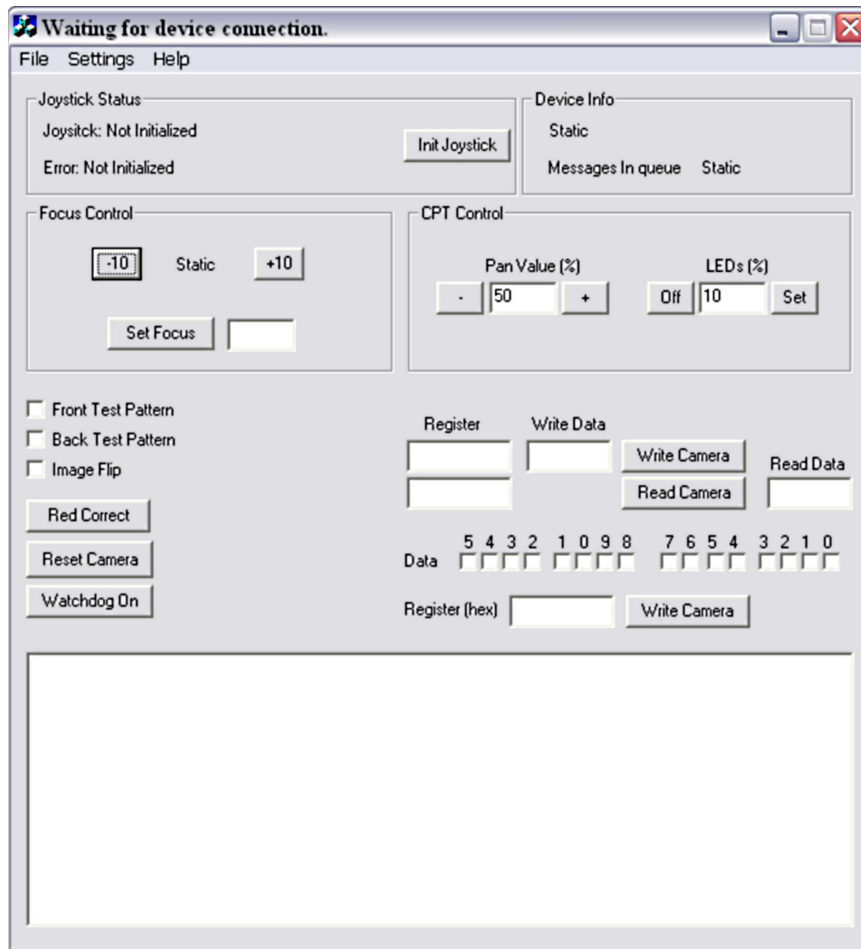 Waiting for device connection.
File Settings Help
Joystick Status
Joysitck: Not Initialized
Init Joystick
Error: Not Initialized
Device Info
Static
Messages In queue Static
Focus Control
-10 Static +10
Set Focus
CPT Control
Pan Value (%) LEDs (%)
- 50 + Off 10 Set
Front Test Pattern
Back Test Pattern
Image Flip
Red Correct
Reset Camera
Watchdog On
Register Write Data
Write Camera Read Data
Read Camera
5 4 3 2 1 0 9 8 7 6 5 4 3 2 1 0
Data
Register (hex) Write Camera